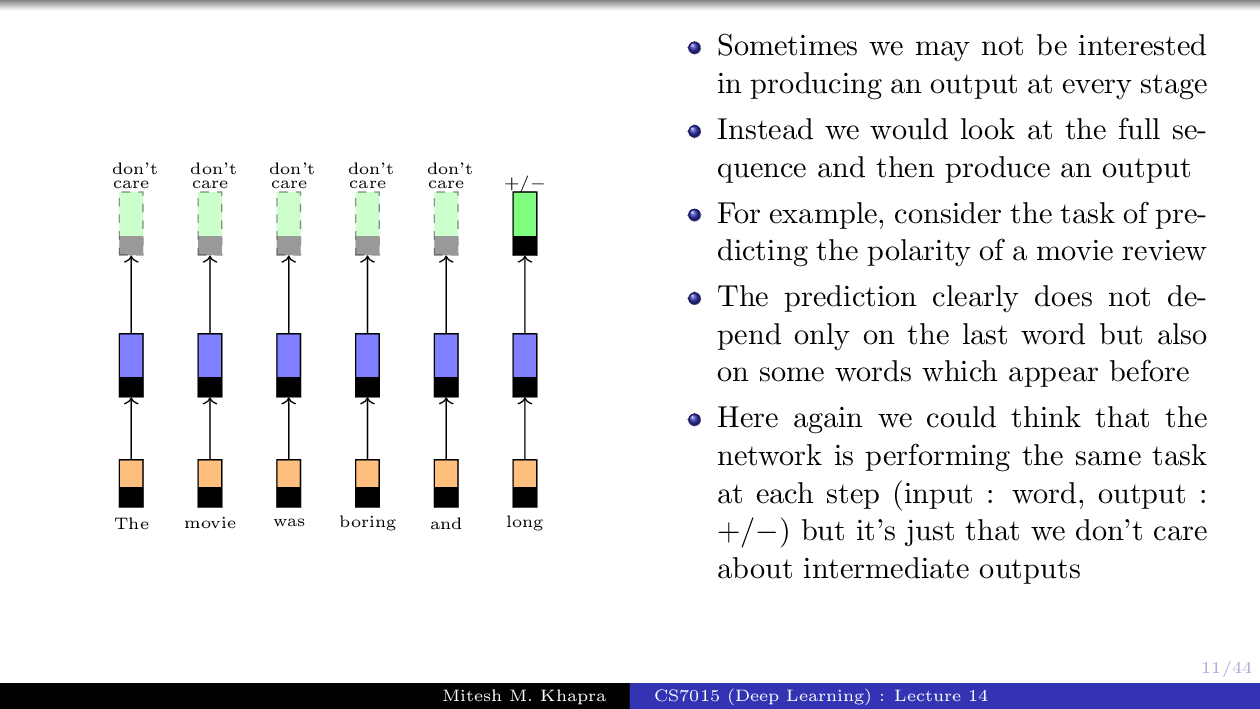 don't don't don't don't don't
care care care care care +/−
The movie was boring and long
Sometimes we may not be interested
in producing an output at every stage
Instead we would look at the full se-
quence and then produce an output
For example, consider the task of pre-
dicting the polarity of a movie review
The prediction clearly does not de-
pend only on the last word but also
on some words which appear before
Here again we could think that the
network is performing the same task
at each step (input : word, output :
+/−) but it's just that we don't care
about intermediate outputs
11/44
Mitesh M. Khapra CS7015 (Deep Learning) : Lecture 14